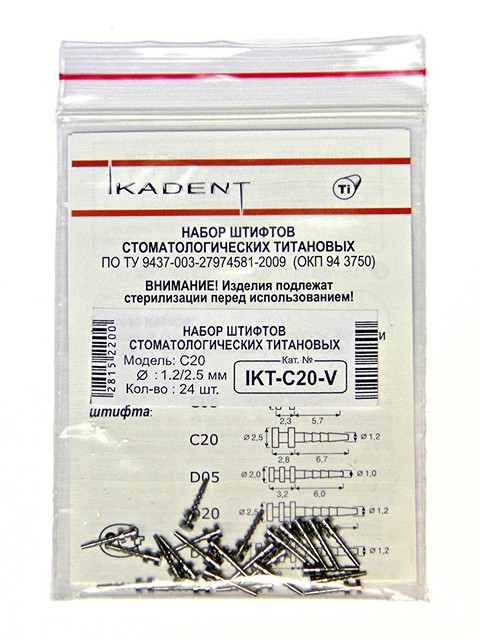 IKADENT
Ti
НАБОР ШТИФТОВ
СТОМАТОЛОГИЧЕСКИХ ТИТАНОВЫХ
ПО ТУ 9437-003-27974581-2009 (ОКП 94 3750)
ВНИМАНИЕ! Изделия подлежат
стерилизации перед использованием!
НАБОР ШТИФТОВ
СТОМАТОЛОГИЧЕСКИХ ТИТАНОВЫХ
Модель: C20
Кат. №
Ø : 1.2/2.5 мм
IKT-C20-V
Кол-во : 24 шт.
28152200
и
штифта:
2,3 5,7
C20 Ø 2,5 Ø 1,2
2,8 6,7
D05 Ø 2,0 Ø 1,0
3,2 6,0
D20 Ø 2,5 Ø 1,2
Ø 1,2